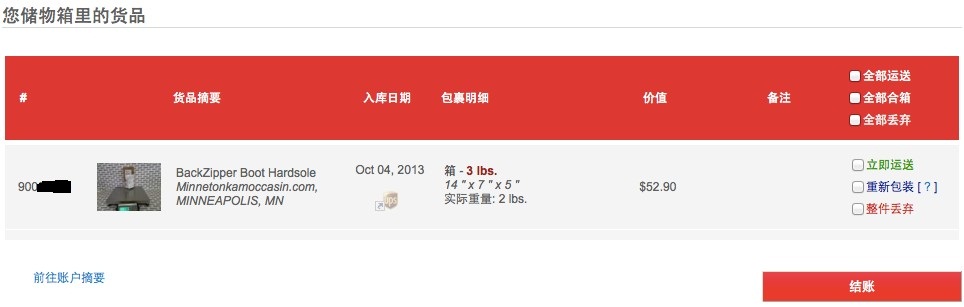 您储物箱里的货品
# 货品摘要 入库日期 包裹明细 价值 备注
全部运送
全部合箱
全部丢弃
900
BackZipper Boot Hardsole
Minnetonkamoccasin.com,
MINNEAPOLIS, MN
Oct 04, 2013
ups
箱 - 3 lbs.
14 " x 7 " x 5 "
实际重量: 2 lbs.
$52.90
立即运送
重新包装 [ ? ]
整件丢弃
前往账户摘要
结账